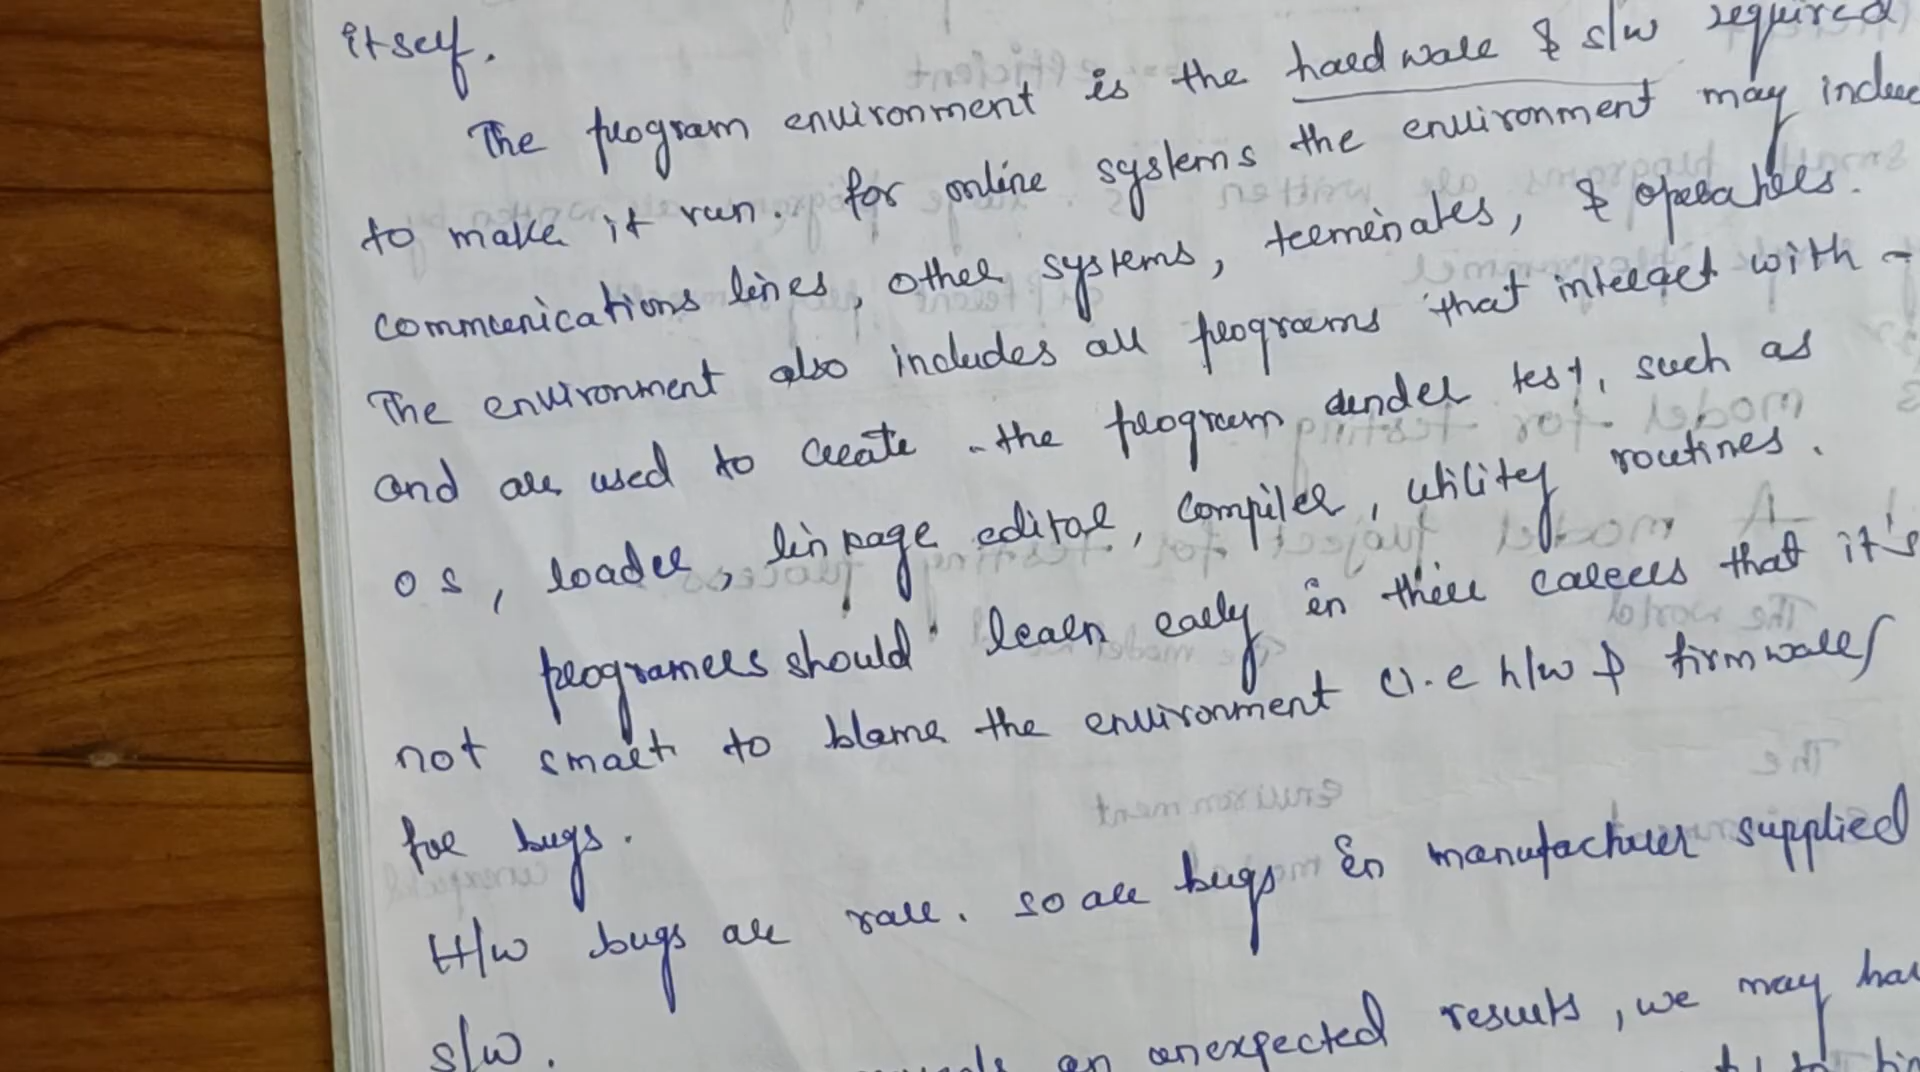 itself.
The program environment is the hardware & s/w required
to make it run. for online systems the environment may
communications lines, other systems, terminates, & operators.
The environment also includes all programs that interact with -
and are used to create the program under test, such as
OS, loader, linkage editor, compiler, utility routines.
programers should learn early in their careers that it's
not smart to blame the environment (i.e h/w & firmware)
for bugs.
H/w bugs are rare. so are bugs in manufacturer supplied
s/w.
an unexpected results, we may